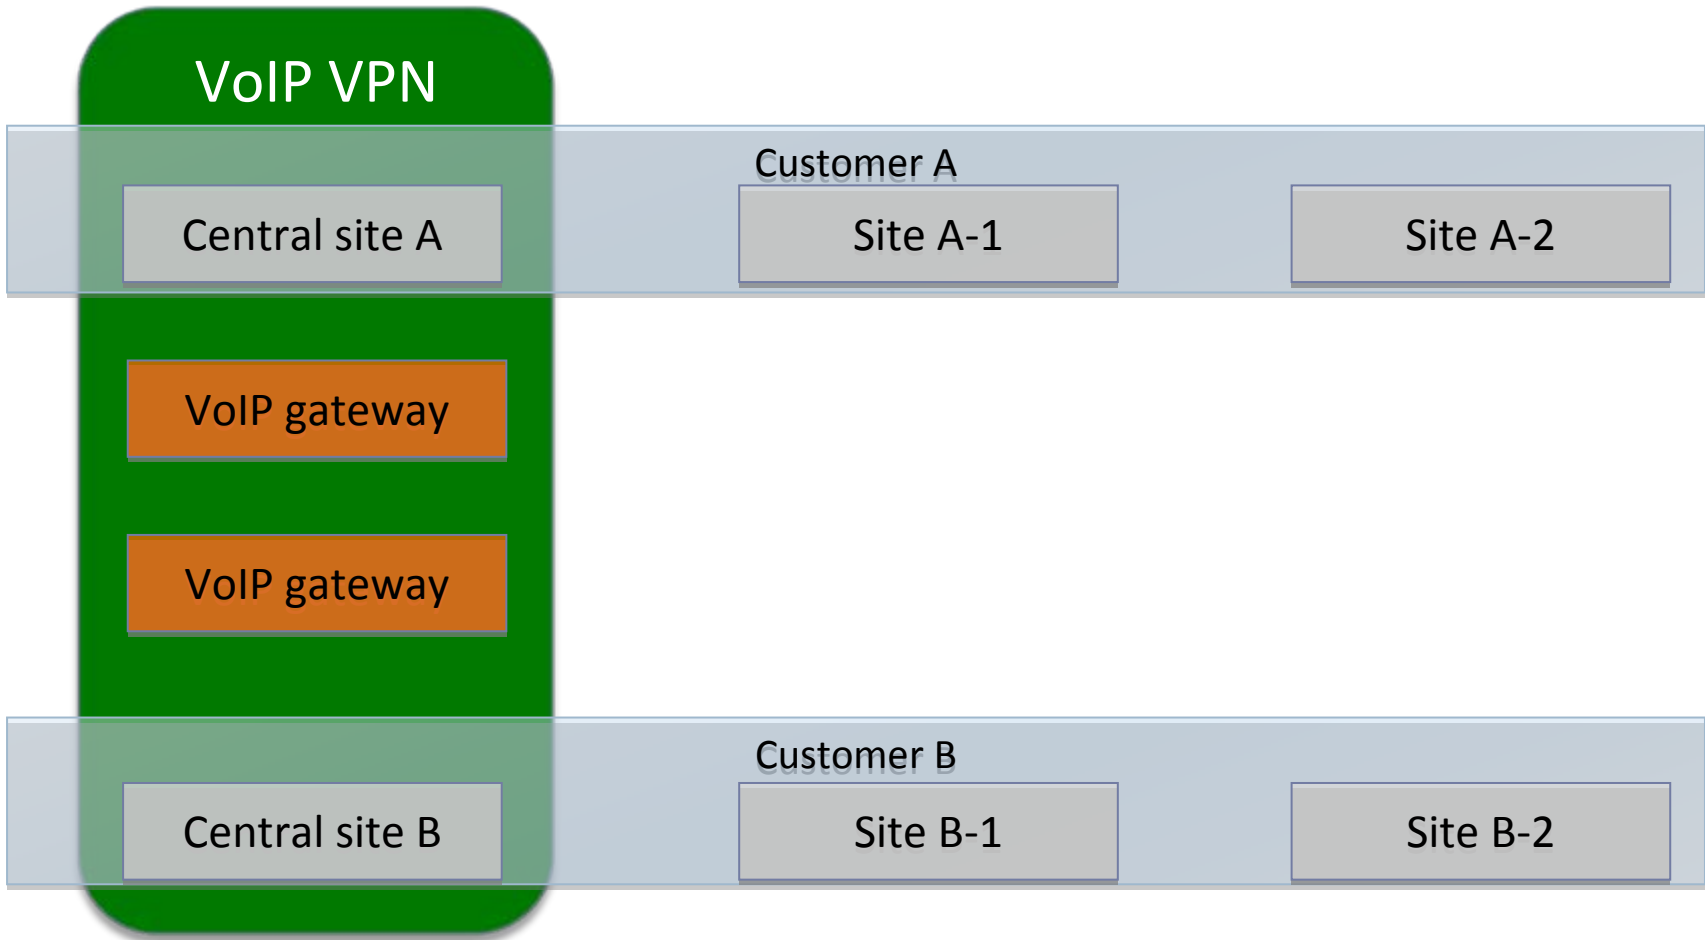 VoIP VPN
Customer A
Central site A
Site A-1
Site A-2
VoIP gateway
VoIP gateway
Customer B
Central site B
Site B-1
Site B-2